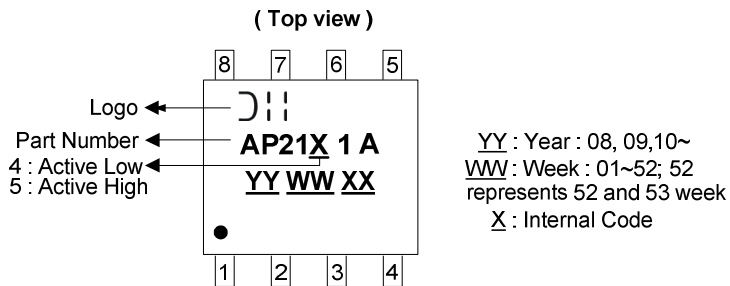 ( Top view )
8 7 6 5
Logo
Part Number
AP21X 1 A
4 : Active Low
5 : Active High
YY WW XX
YY : Year : 08, 09,10~
WW : Week : 01~52; 52
represents 52 and 53 week
X : Internal Code
1 2 3 4